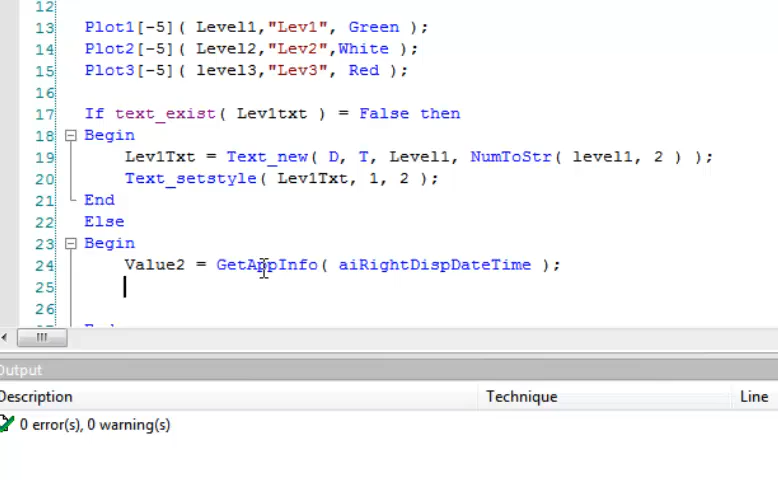 12
13 Plot1[-5]( Level1,"Lev1", Green );
14 Plot2[-5]( Level2,"Lev2",White );
15 Plot3[-5]( level3,"Lev3", Red );
16
17 If text_exist( Lev1txt ) = False then
18 Begin
19 Lev1Txt = Text_new( D, T, Level1, NumToStr( level1, 2 ) );
20 Text_setstyle( Lev1Txt, 1, 2 );
21 End
22 Else
23 Begin
24 Value2 = GetAppInfo( aiRightDispDateTime );
25
26
Output
Description Technique Line
0 error(s), 0 warning(s)